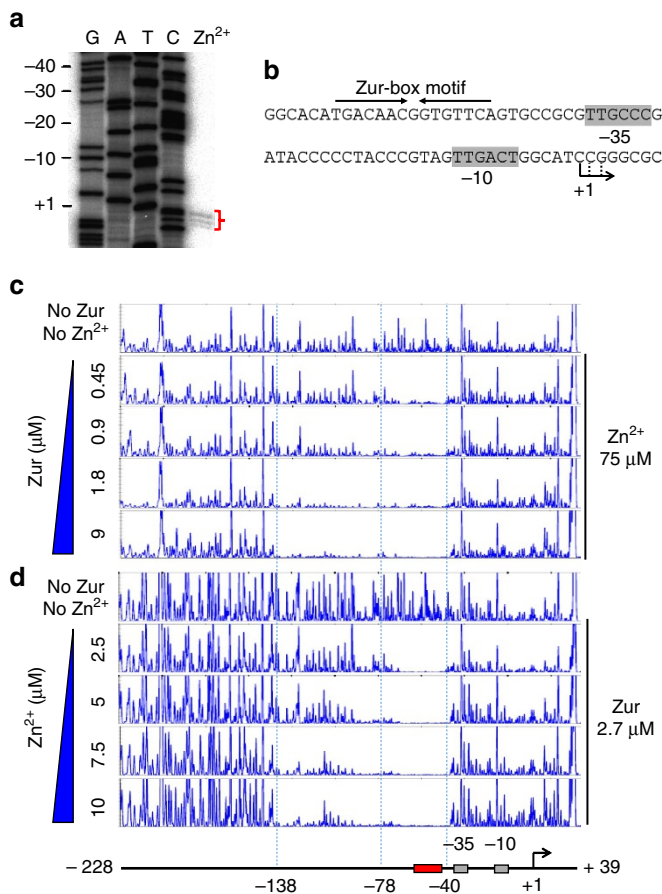 a
G A T C Zn²⁺
–40
–30
–20
–10
+1
b
Zur-box motif
GGCACATGACAACGGTGTTCAGTGCCGCGTTGCCCG
–35
ATACCCCCTACCCGTAGTTGACTGGCATCCGGGCGC
–10
+1
c
No Zur
No Zn²⁺
Zur (μM)
0.45
0.9
1.8
9
Zn²⁺
75 μM
d
No Zur
No Zn²⁺
Zn²⁺ (μM)
2.5
5
7.5
10
Zur
2.7 μM
–35 –10
–228
+39
–138 –78 –40 +1